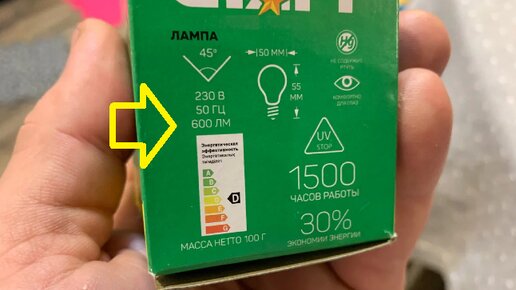 СТАРТ
ЛАМПА
45°
50 ММ
НЕ СОДЕРЖИТ
РТУТЬ
230 В
50 ГЦ
600 ЛМ
55
ММ
КОМФОРТНО
ДЛЯ ГЛАЗ
Энергетическая
эффективность
UV
STOP
A
B
C
D
E
F
G
D
1500
ЧАСОВ РАБОТЫ
30%
ЭКОНОМИИ ЭНЕРГИИ
МАССА НЕТТО 100 Г